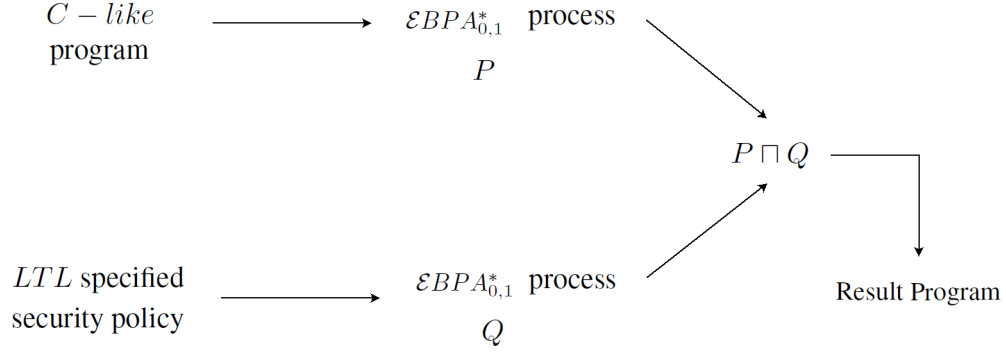 C − like
program
ℰBPA*₀,₁ process
P
P ⊓ Q
LTL specified
security policy
ℰBPA*₀,₁ process
Q
Result Program